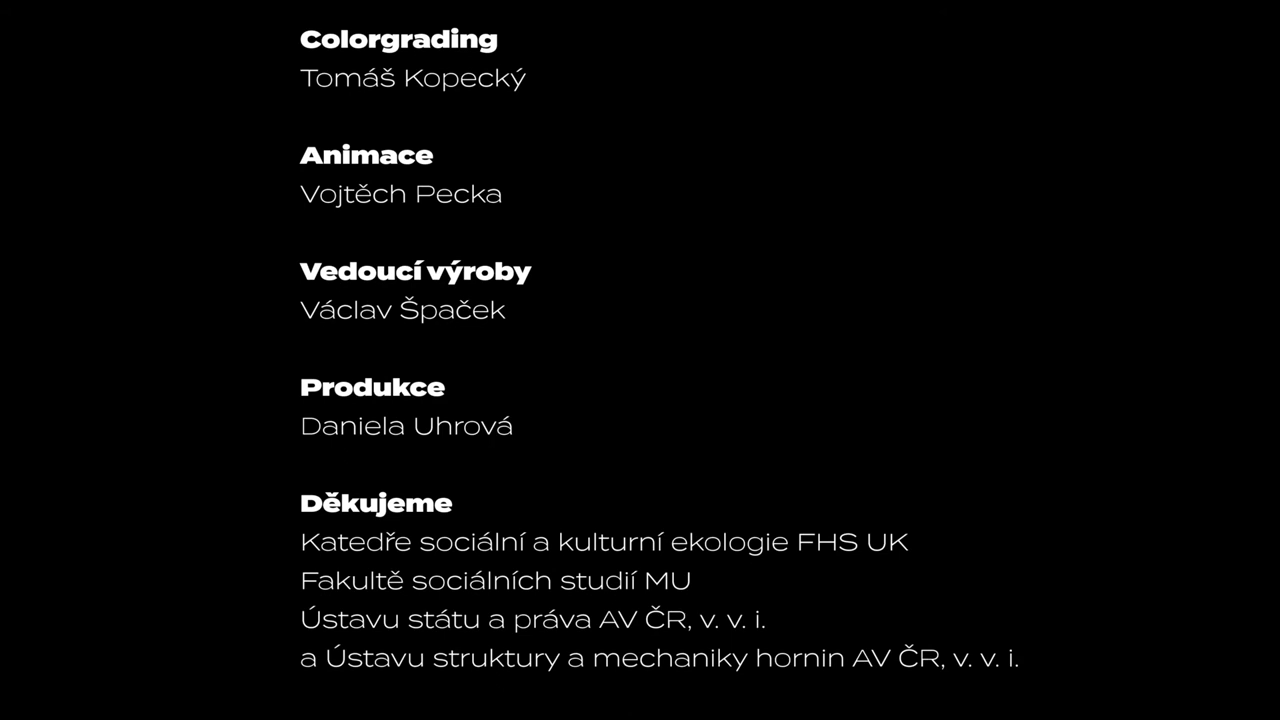 Colorgrading
Tomáš Kopecký
Animace
Vojtěch Pecka
Vedoucí výroby
Václav Špaček
Produkce
Daniela Uhrová
Děkujeme
Katedře sociální a kulturní ekologie FHS UK
Fakultě sociálních studií MU
Ústavu státu a práva AV ČR, v. v. i.
a Ústavu struktury a mechaniky hornin AV ČR, v. v. i.